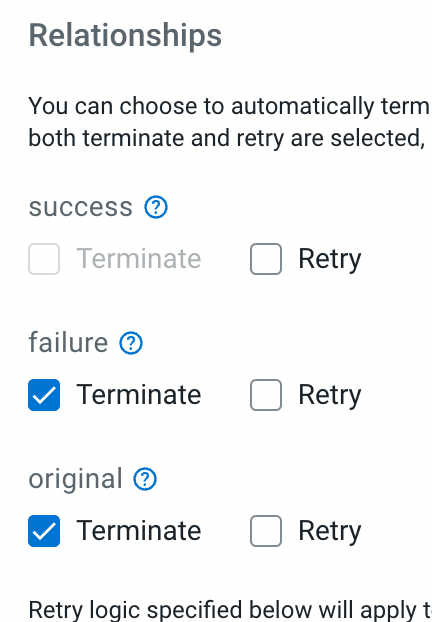 Relationships
You can choose to automatically term
both terminate and retry are selected,
success
Terminate Retry
failure
Terminate Retry
original
Terminate Retry
Retry logic specified below will apply t